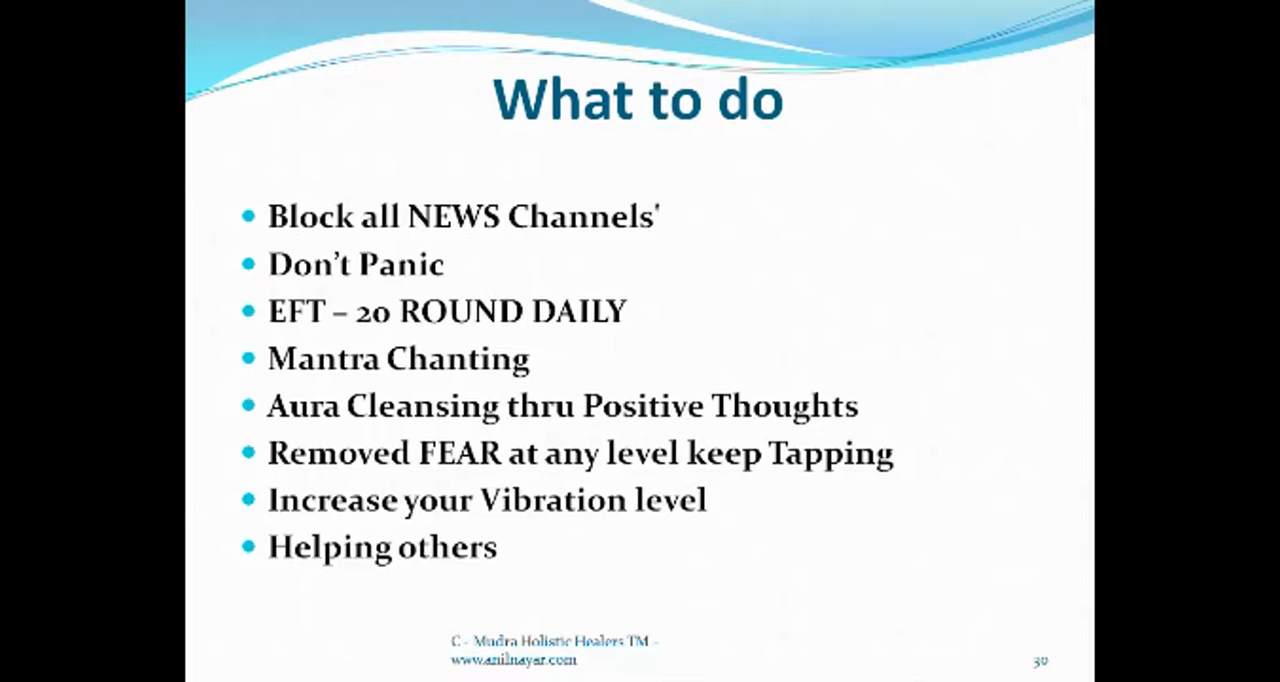 What to do
Block all NEWS Channels'
Don't Panic
EFT – 20 ROUND DAILY
Mantra Chanting
Aura Cleansing thru Positive Thoughts
Removed FEAR at any level keep Tapping
Increase your Vibration level
Helping others
C - Mudra Holistic Healers TM -
www.anilnayar.com
30